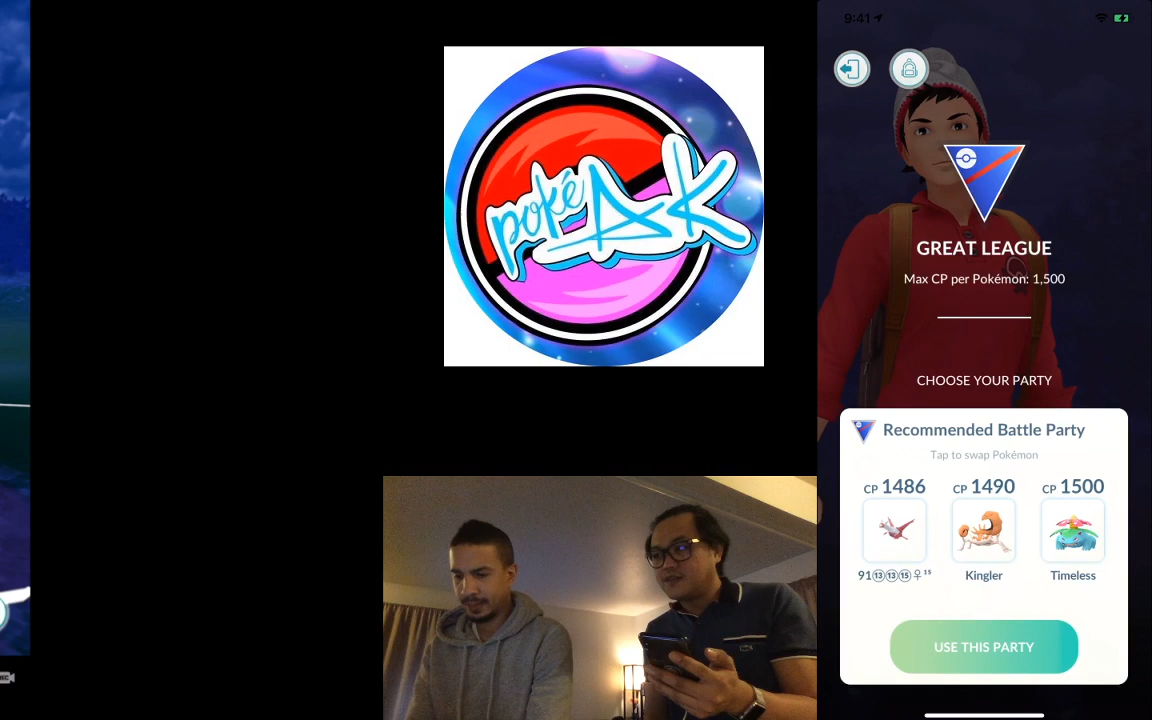 poké AK
9:41
GREAT LEAGUE
Max CP per Pokémon: 1,500
CHOOSE YOUR PARTY
Recommended Battle Party
Tap to swap Pokémon
CP 1486 CP 1490 CP 1500
91⑬⑬⑮♀¹⁵ Kingler Timeless
USE THIS PARTY